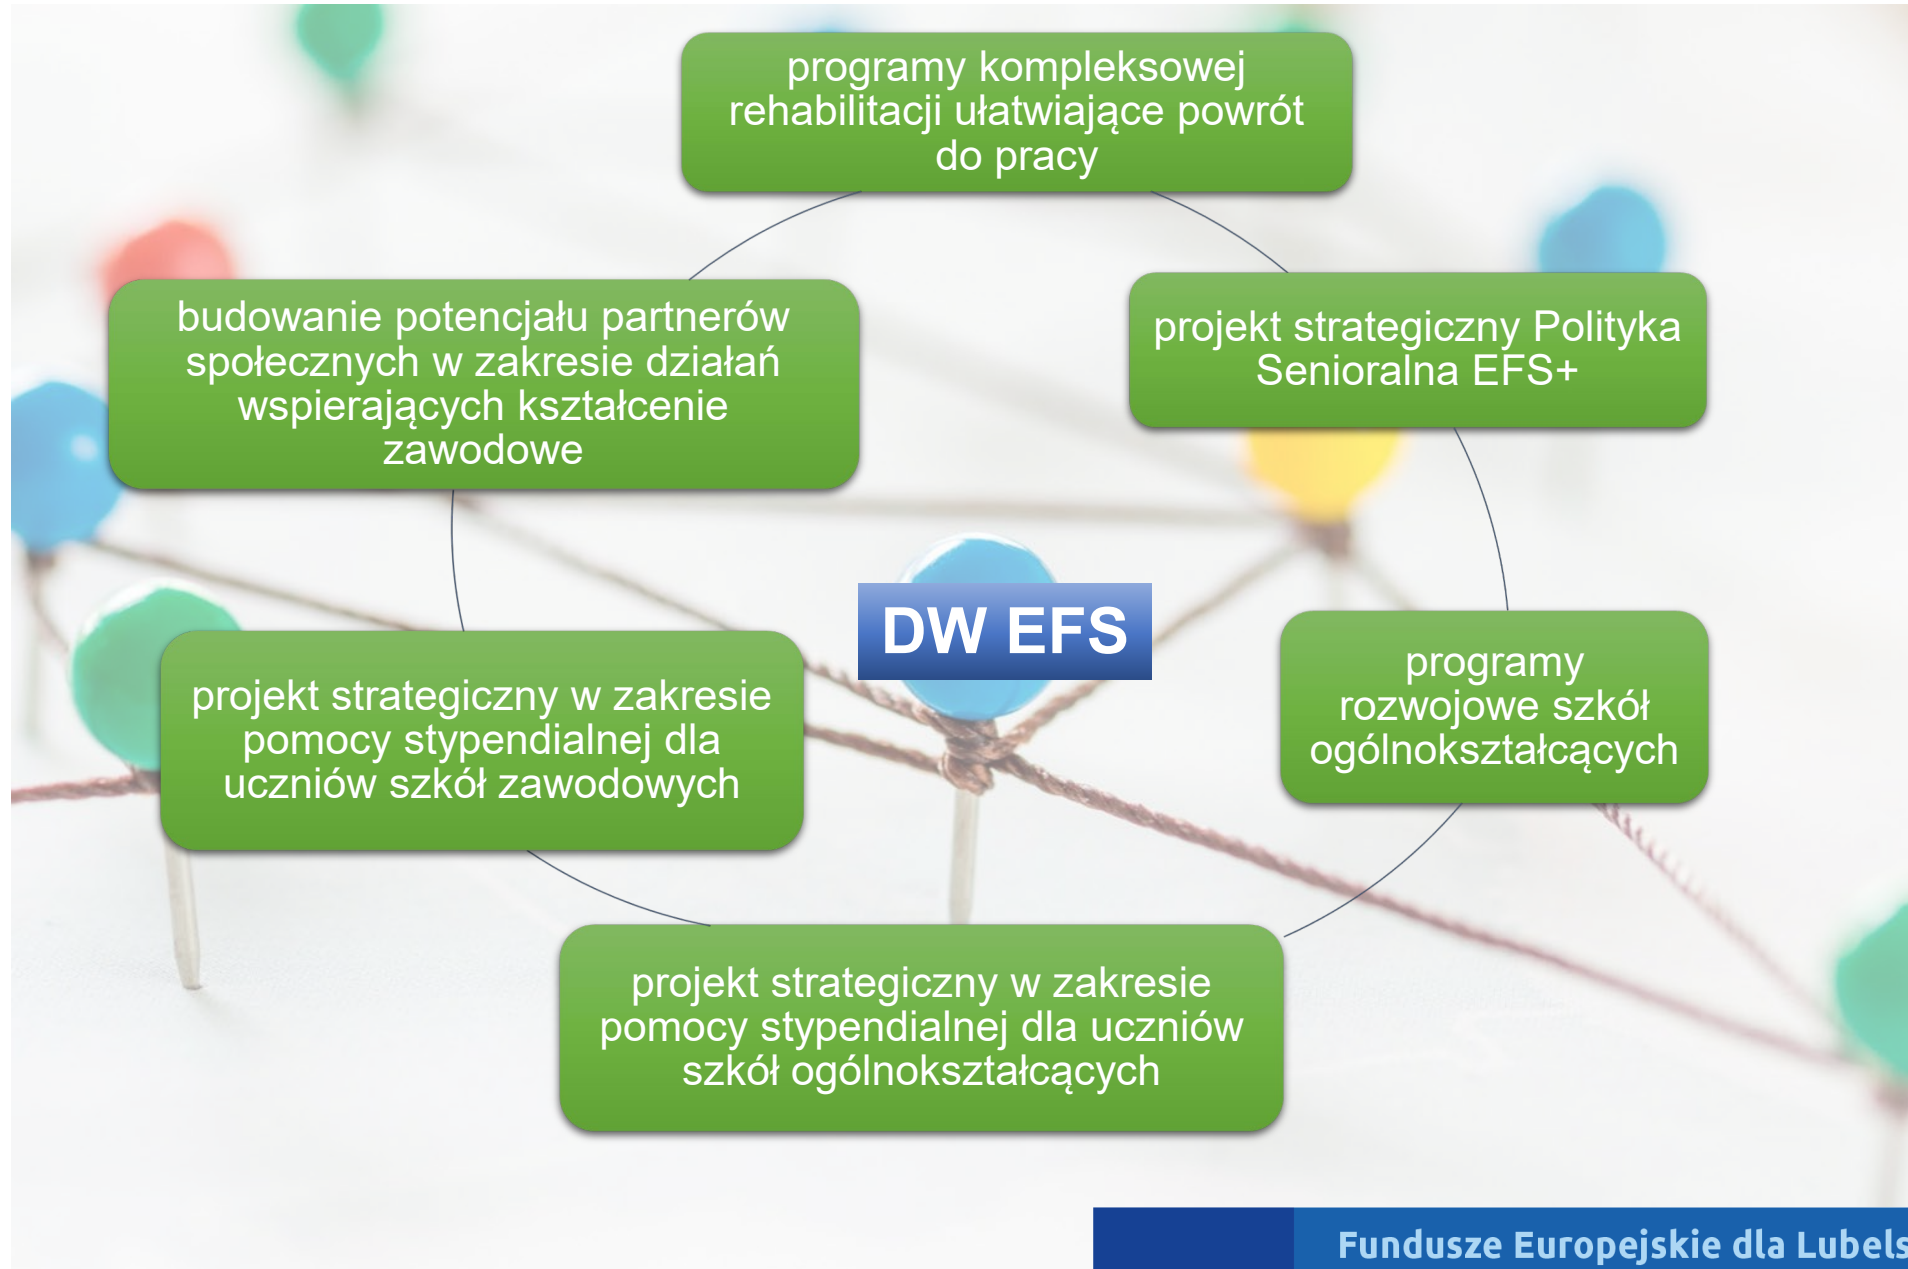 programy kompleksowej
rehabilitacji ułatwiające powrót
do pracy
projekt strategiczny Polityka
Senioralna EFS+
programy
rozwojowe szkół
ogólnokształcących
projekt strategiczny w zakresie
pomocy stypendialnej dla uczniów
szkół ogólnokształcących
projekt strategiczny w zakresie
pomocy stypendialnej dla
uczniów szkół zawodowych
budowanie potencjału partnerów
społecznych w zakresie działań
wspierających kształcenie
zawodowe
DW EFS
Fundusze Europejskie dla Lubels